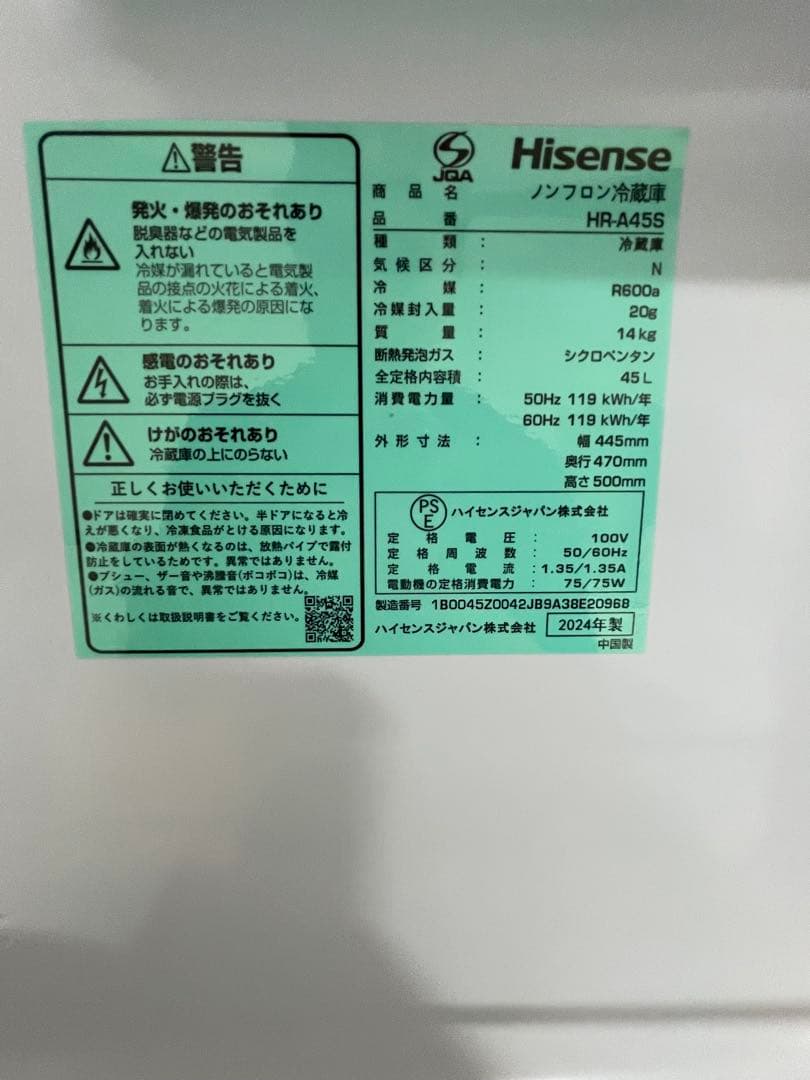 ⚠警告
発火・爆発のおそれあり
脱臭器などの電気製品を
入れない
冷媒が漏れていると電気製
品の接点の火花による着火、
着火による爆発の原因にな
ります。
感電のおそれあり
お手入れの際は、
必ず電源プラグを抜く
けがのおそれあり
冷蔵庫の上にのらない
正しくお使いいただくために
●ドアは確実に閉めてください。半ドアになると冷
えが悪くなり、冷凍食品がとける原因になります。
●冷蔵庫の表面が熱くなるのは、放熱パイプで露付
防止をしているためです。異常ではありません。
●プシュー、ザー音や沸騰音(ボコボコ)は、冷媒
(ガス)の流れる音で、異常ではありません。
※くわしくは取扱説明書をご覧ください。
JQA
Hisense
商品名 ノンフロン冷蔵庫
品番 HR-A45S
種類: 冷蔵庫
気候区分: N
冷媒: R600a
冷媒封入量: 20g
質量: 14kg
断熱発泡ガス: シクロペンタン
全定格内容積: 45L
消費電力量: 50Hz 119 kWh/年
60Hz 119 kWh/年
外形寸法: 幅 445mm
奥行 470mm
高さ 500mm
PS
E ハイセンスジャパン株式会社
定格電圧: 100V
定格周波数: 50/60Hz
定格電流: 1.35/1.35A
電動機の定格消費電力: 75/75W
製造番号 1B0045Z0042JB9A38E20968
ハイセンスジャパン株式会社 2024年製
中国製